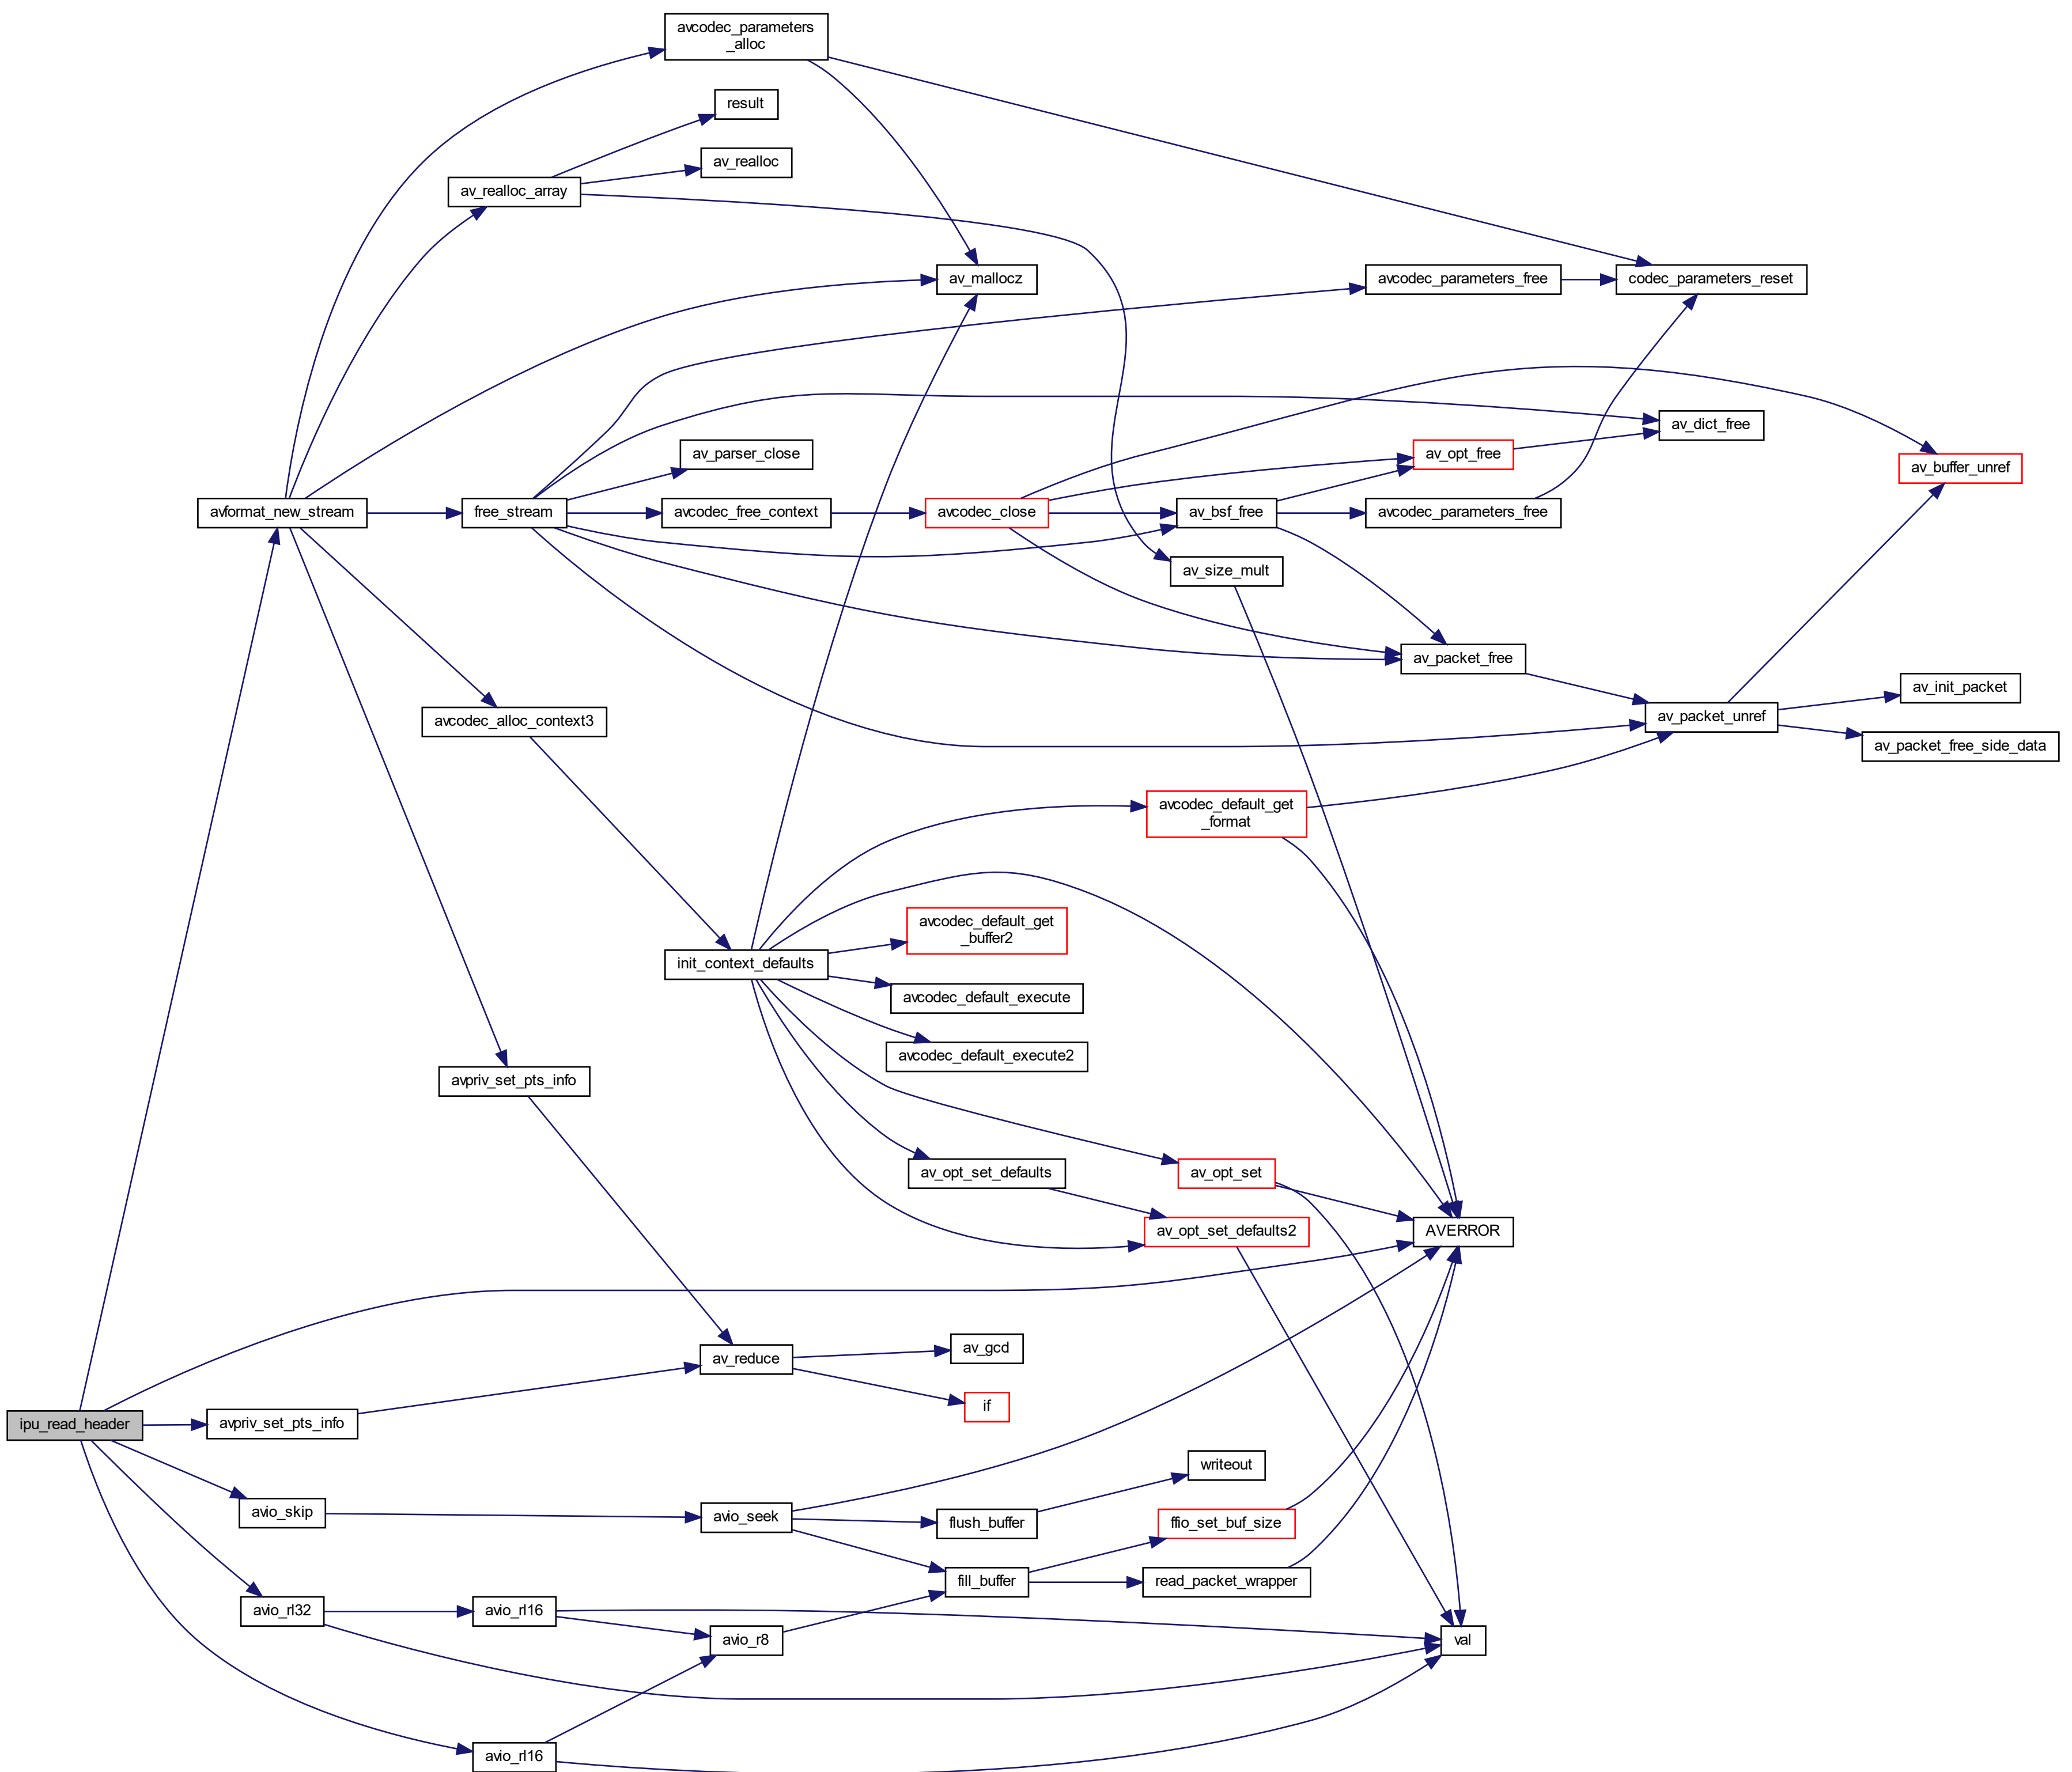 avcodec_parameters
_alloc
result
av_realloc
av_realloc_array
av_mallocz
avcodec_parameters_free
codec_parameters_reset
av_dict_free
av_parser_close
av_opt_free
av_buffer_unref
avformat_new_stream
free_stream
avcodec_free_context
avcodec_close
av_bsf_free
avcodec_parameters_free
av_size_mult
av_packet_free
av_init_packet
avcodec_alloc_context3
av_packet_unref
av_packet_free_side_data
avcodec_default_get
_format
avcodec_default_get
_buffer2
init_context_defaults
avcodec_default_execute
avcodec_default_execute2
avpriv_set_pts_info
av_opt_set_defaults
av_opt_set
av_opt_set_defaults2
AVERROR
av_gcd
av_reduce
if
ipu_read_header
avpriv_set_pts_info
writeout
avio_skip
avio_seek
flush_buffer
ffio_set_buf_size
fill_buffer
read_packet_wrapper
avio_rl32
avio_rl16
avio_r8
val
avio_rl16